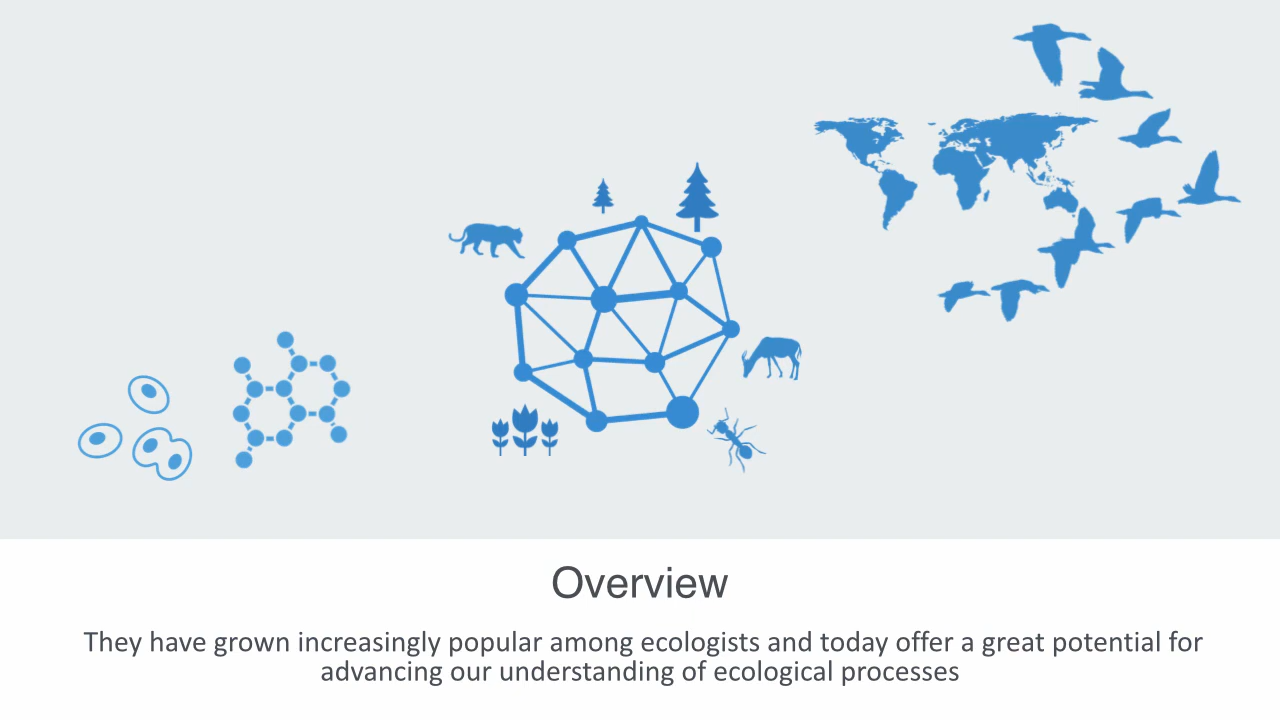 Overview
They have grown increasingly popular among ecologists and today offer a great potential for
advancing our understanding of ecological processes